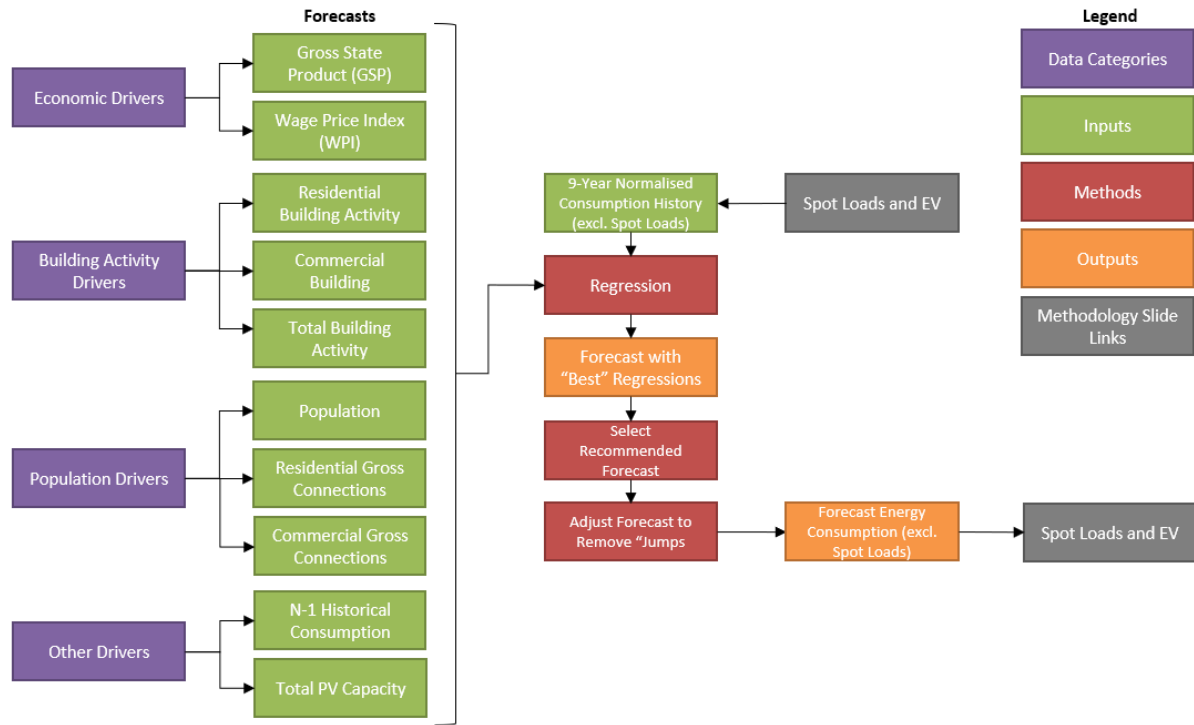 Forecasts
Legend
Economic Drivers
Gross State
Product (GSP)
Wage Price Index
(WPI)
Building Activity
Drivers
Residential
Building Activity
Commercial
Building
Total Building
Activity
Population Drivers
Population
Residential Gross
Connections
Commercial Gross
Connections
Other Drivers
N-1 Historical
Consumption
Total PV Capacity
9-Year Normalised
Consumption History
(excl. Spot Loads)
Spot Loads and EV
Regression
Forecast with
“Best” Regressions
Select
Recommended
Forecast
Adjust Forecast to
Remove “Jumps
Forecast Energy
Consumption (excl.
Spot Loads)
Spot Loads and EV
Data Categories
Inputs
Methods
Outputs
Methodology Slide
Links